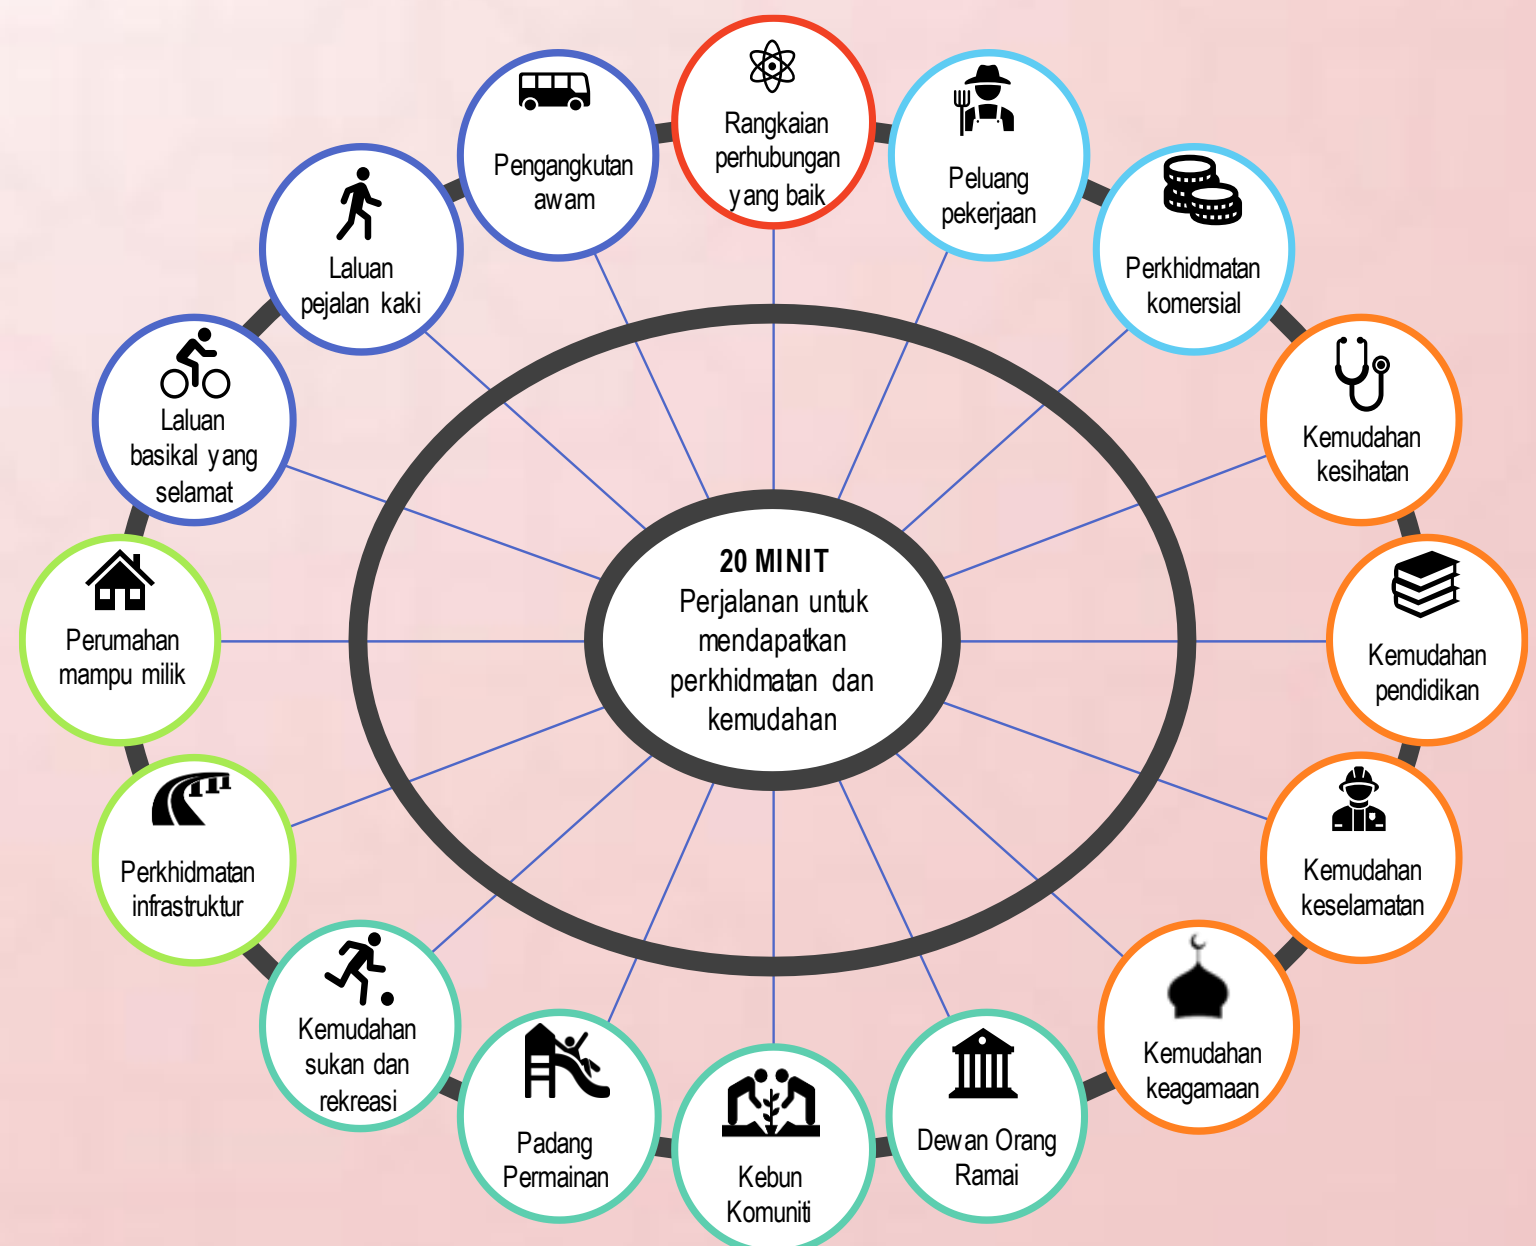 Rangkaian
perhubungan
yang baik
Peluang
pekerjaan
Perkhidmatan
komersial
Kemudahan
kesihatan
Kemudahan
pendidikan
Kemudahan
keselamatan
Kemudahan
keagamaan
Dewan Orang
Ramai
Kebun
Komuniti
Padang
Permainan
Kemudahan
sukan dan
rekreasi
Perkhidmatan
infrastruktur
Perumahan
mampu milik
Laluan
basikal yang
selamat
Laluan
pejalan kaki
Pengangkutan
awam
20 MINIT
Perjalanan untuk
mendapatkan
perkhidmatan dan
kemudahan